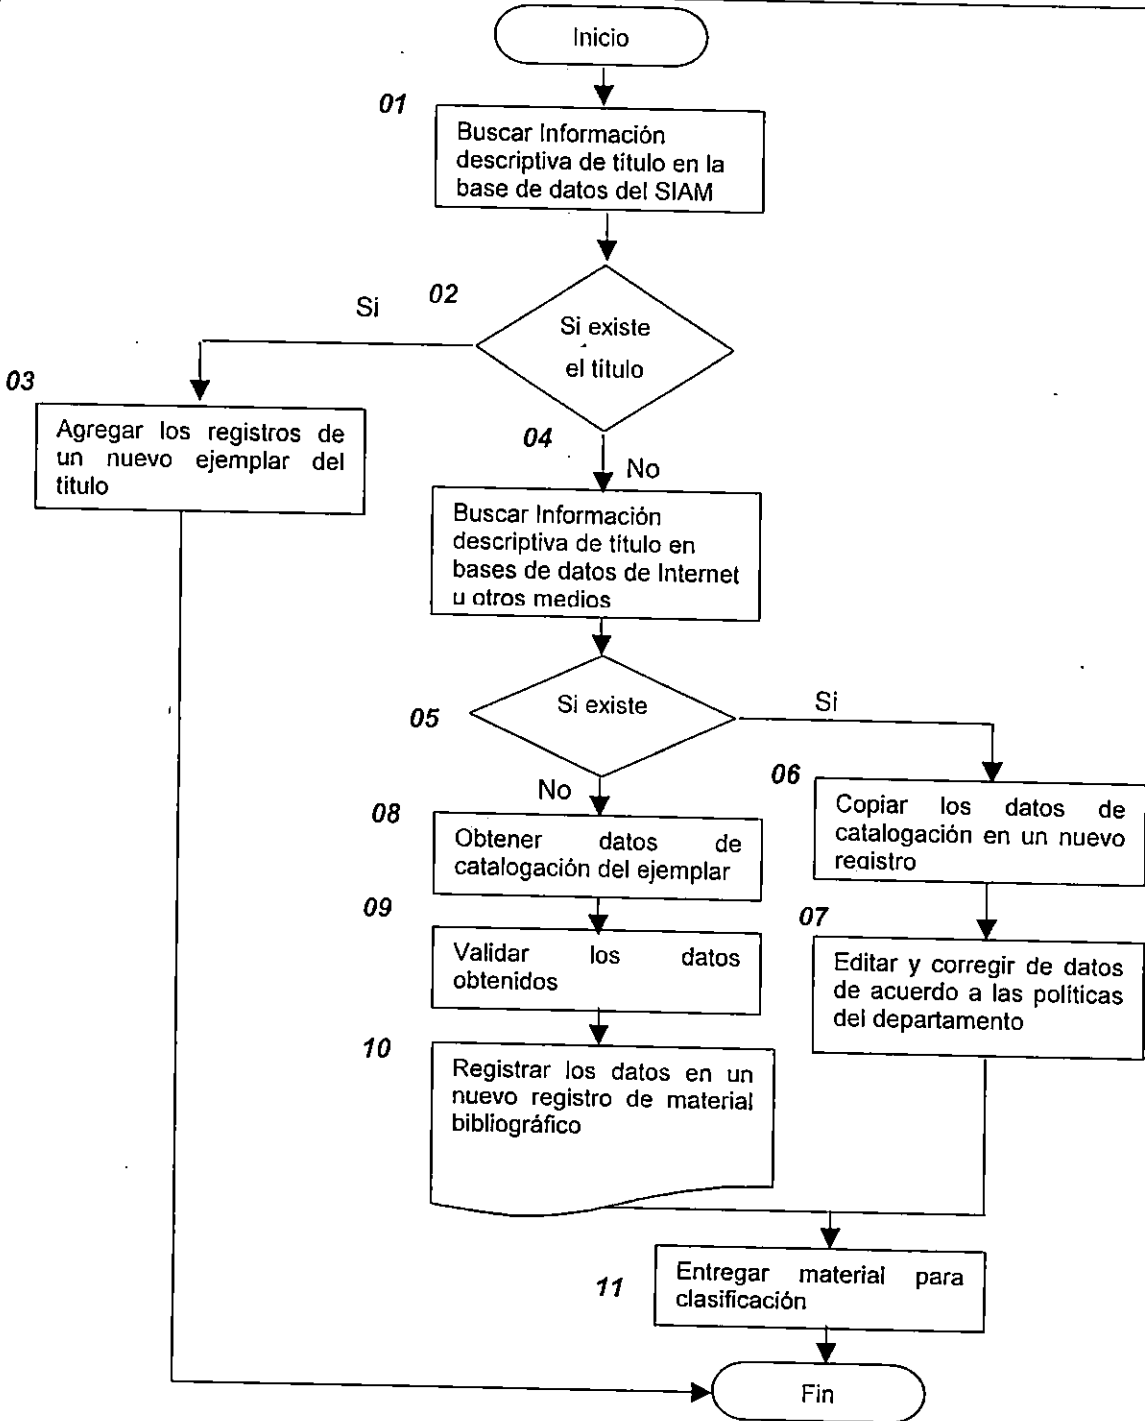 Inicio
01
Buscar Información
descriptiva de título en la
base de datos del SIAM
02
Si
Si existe
el título
03
Agregar los registros de
un nuevo ejemplar del
título
04
No
Buscar Información
descriptiva de título en
bases de datos de Internet
u otros medios
05
Si existe
Si
06
Copiar los datos de
catalogación en un nuevo
registro
07
Editar y corregir de datos
de acuerdo a las políticas
del departamento
No
08
Obtener datos de
catalogación del ejemplar
09
Validar los datos
obtenidos
10
Registrar los datos en un
nuevo registro de material
bibliográfico
11
Entregar material para
clasificación
Fin